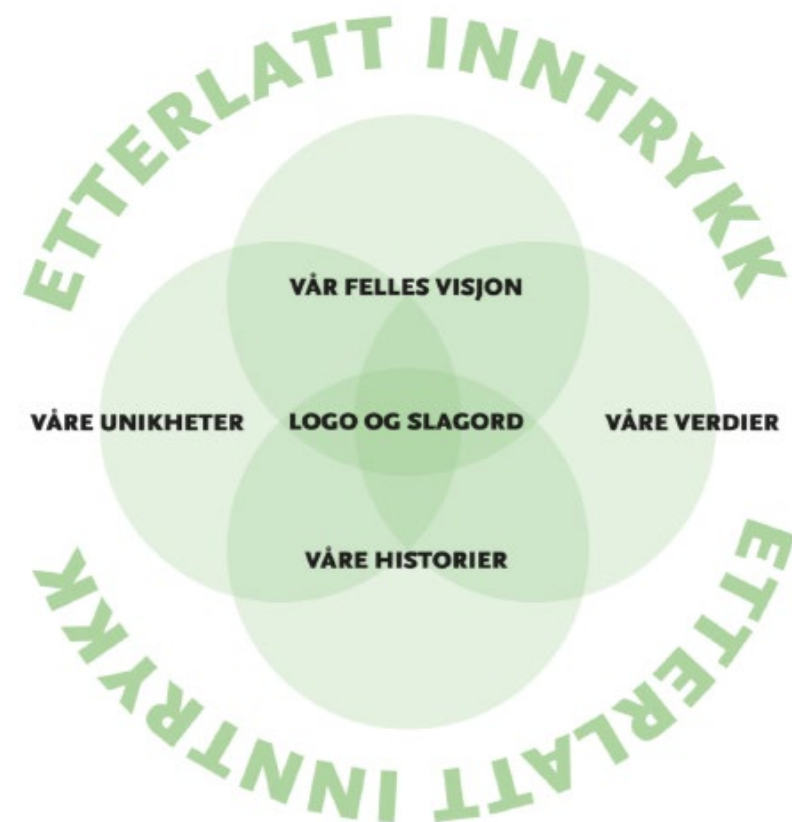 ETTERLATT INNTRYKK
VÅR FELLES VISJON
VÅRE UNIKHETER
LOGO OG SLAGORD
VÅRE VERDIER
VÅRE HISTORIER
ETTERLATT INNTRYKK